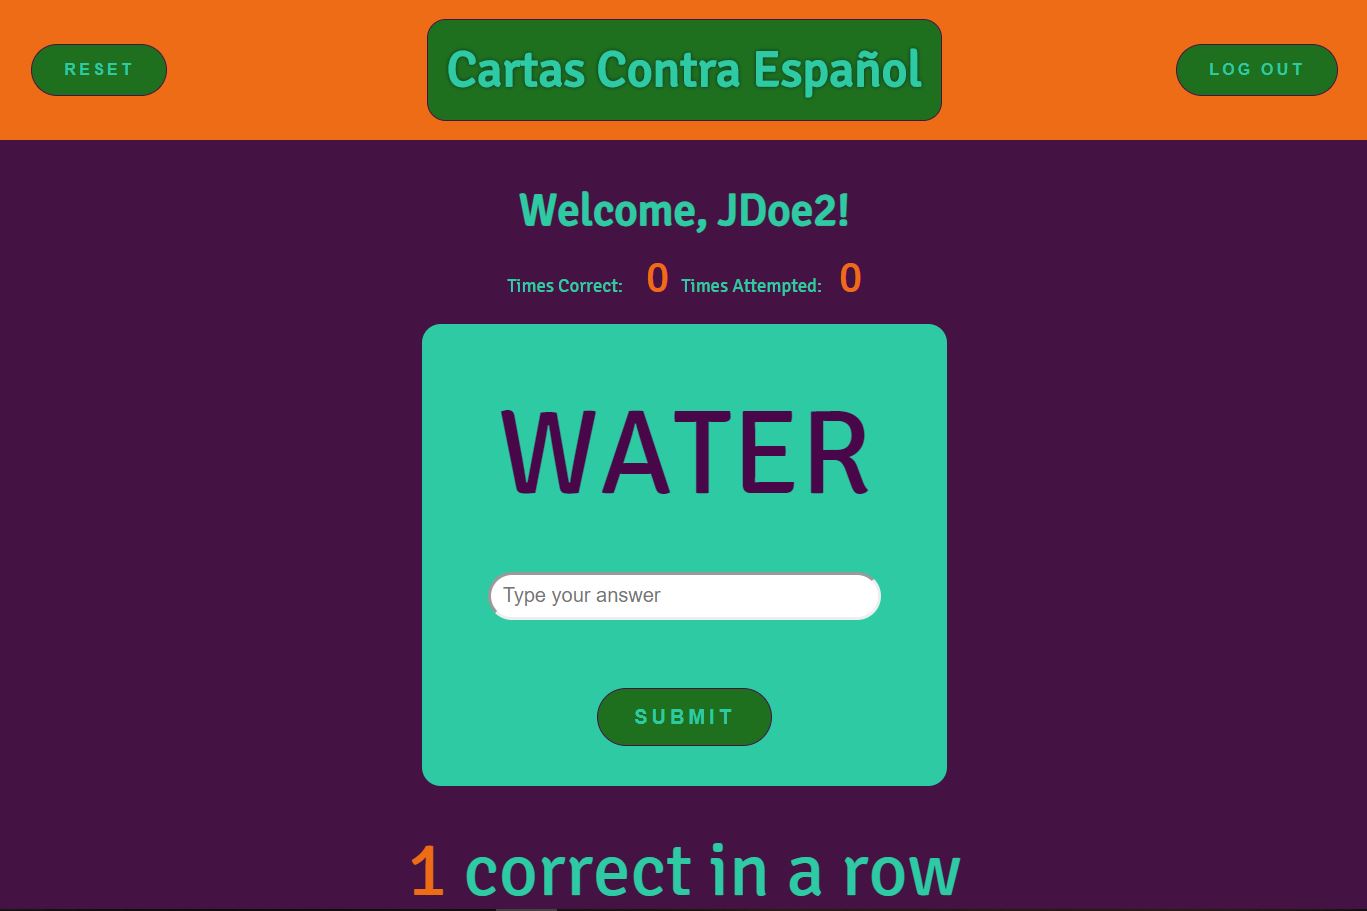 RESET
Cartas Contra Español
LOG OUT
Welcome, JDoe2!
Times Correct: 0 Times Attempted: 0
WATER
Type your answer
SUBMIT
1 correct in a row